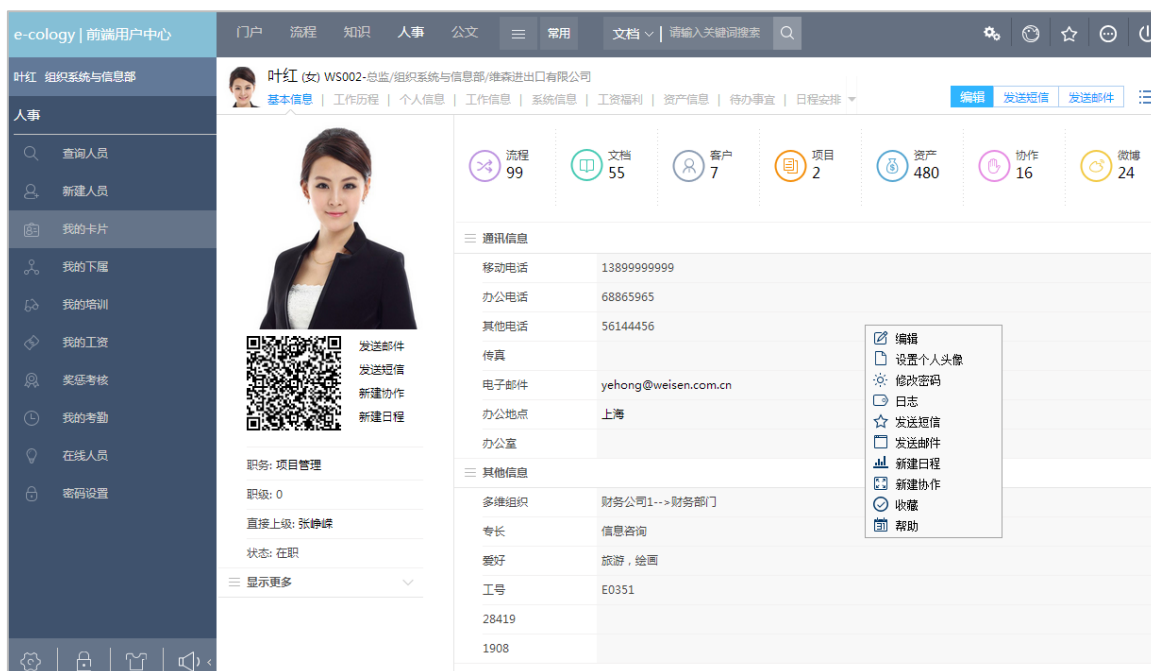 e-cology | 前端用户中心
门户 流程 知识 人事 公文 常用 文档 请输入关键词搜索
叶红 组织系统与信息部
叶红 (女) WS002-总监/组织系统与信息部/维森进出口有限公司
基本信息 | 工作历程 | 个人信息 | 工作信息 | 系统信息 | 工资福利 | 资产信息 | 待办事宜 | 日程安排
编辑 发送短信 发送邮件
人事
查询人员
新建人员
我的卡片
我的下属
我的培训
我的工资
奖惩考核
我的考勤
在线人员
密码设置
发送邮件
发送短信
新建协作
新建日程
职务: 项目管理
职级: 0
直接上级: 张峥嵘
状态: 在职
显示更多
流程 99
文档 55
客户 7
项目 2
资产 480
协作 16
微博 24
通讯信息
移动电话 13899999999
办公电话 68865965
其他电话 56144456
传真
电子邮件 yehong@weisen.com.cn
办公地点 上海
办公室
其他信息
多维组织 财务公司1-->财务部门
专长 信息咨询
爱好 旅游，绘画
工号 E0351
28419
1908
编辑
设置个人头像
修改密码
日志
发送短信
发送邮件
新建日程
新建协作
收藏
帮助